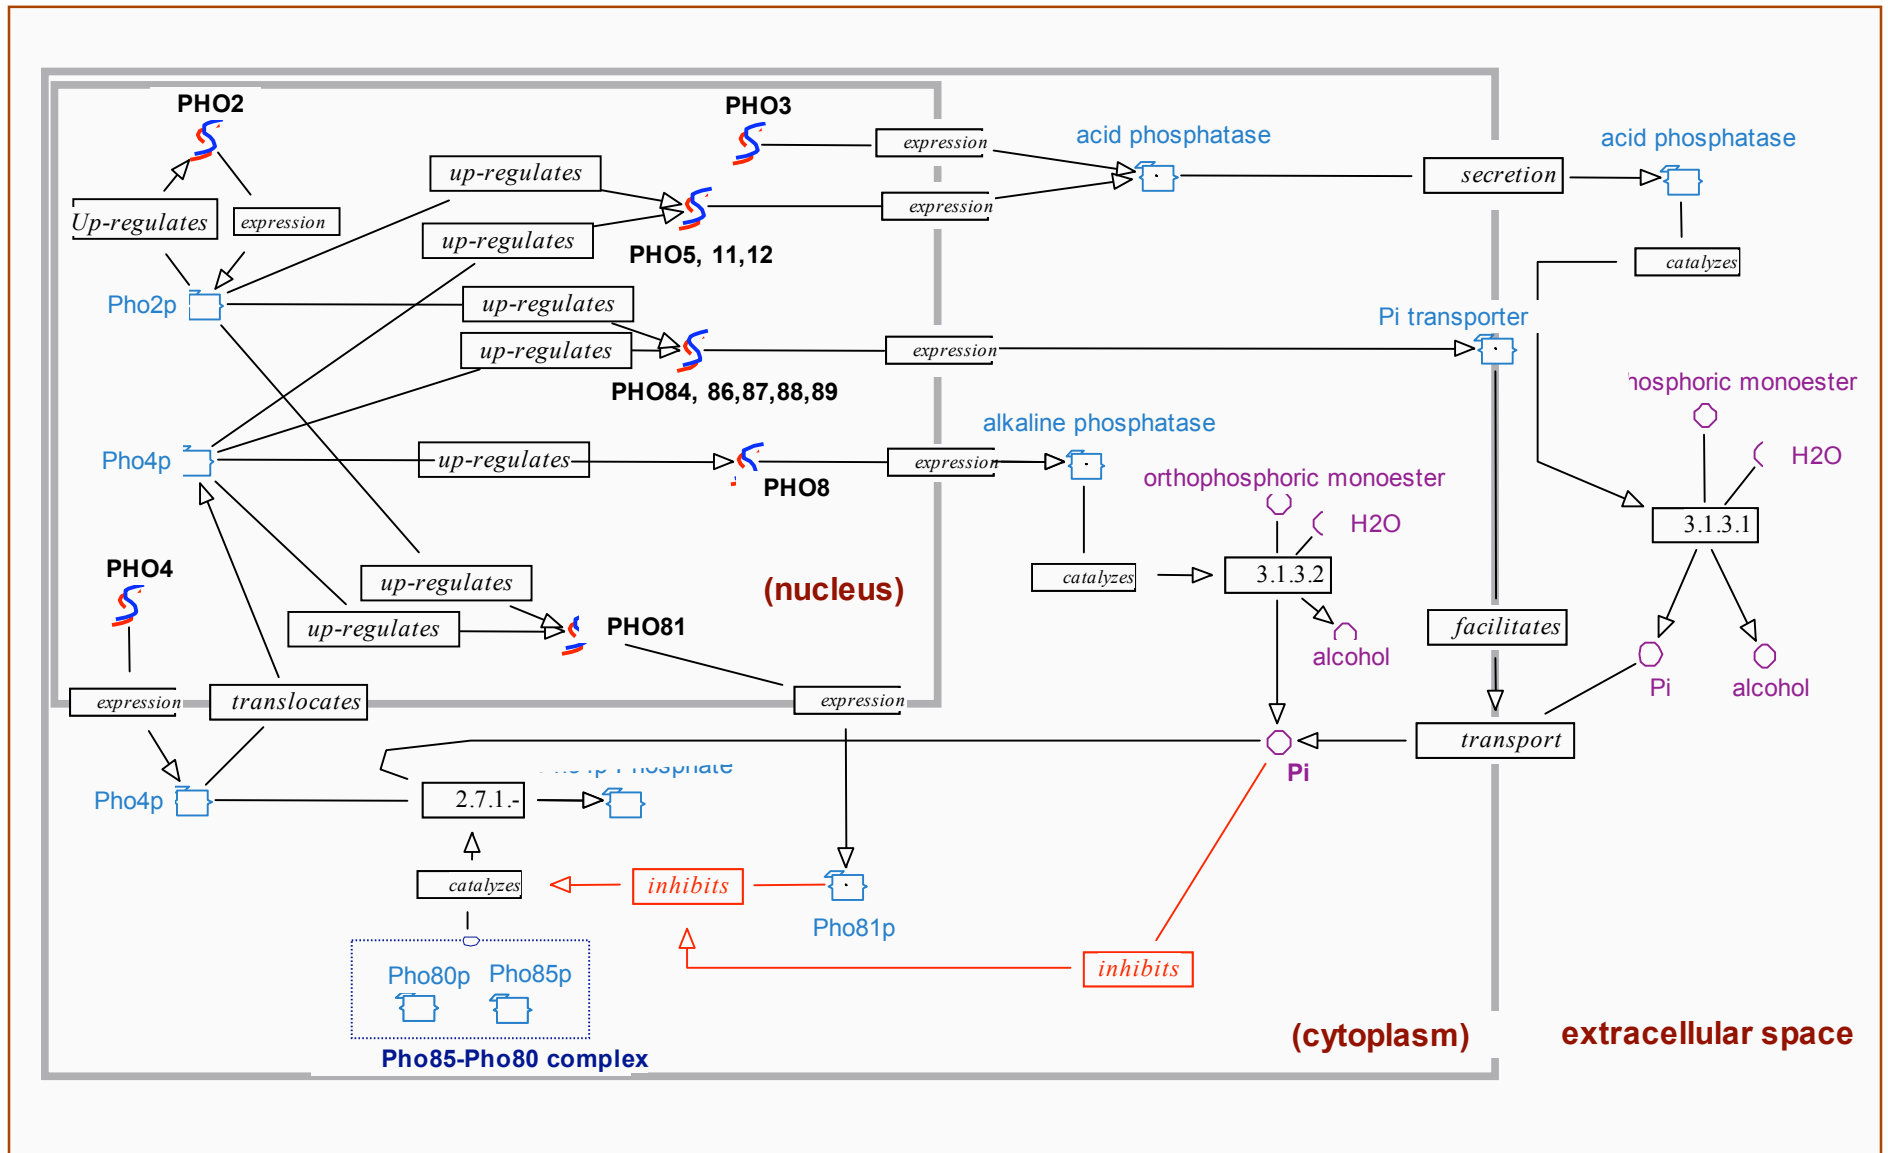 PHO2
PHO3
expression
acid phosphatase
acid phosphatase
up-regulates
secretion
Up-regulates
expression
expression
up-regulates
PHO5, 11,12
catalyzes
Pho2p
up-regulates
Pi transporter
up-regulates
expression
PHO84, 86,87,88,89
hosphoric monoester
alkaline phosphatase
Pho4p
up-regulates
expression
H2O
PHO8
orthophosphoric monoester
H2O
3.1.3.1
PHO4
up-regulates
(nucleus)
catalyzes
3.1.3.2
up-regulates
PHO81
facilitates
alcohol
Pi
alcohol
expression
translocates
expression
transport
Pi
Pho4p
2.7.1.-
catalyzes
inhibits
Pho81p
Pho80p
Pho85p
inhibits
(cytoplasm)
extracellular space
Pho85-Pho80 complex